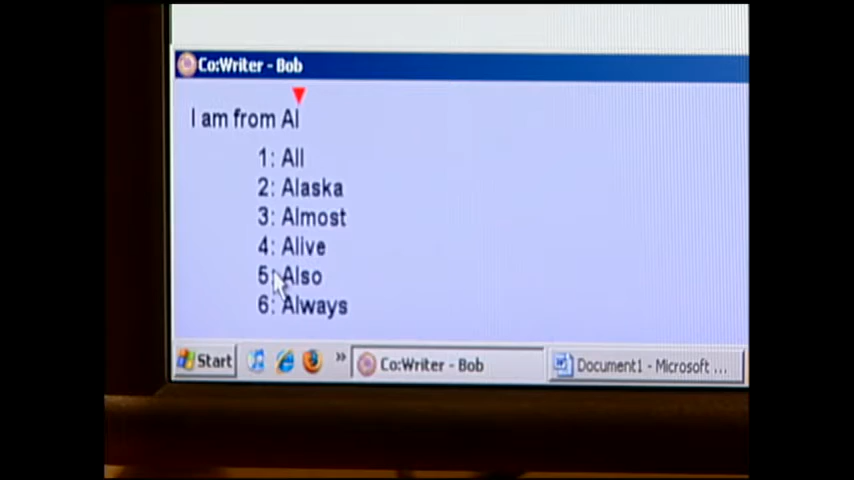 Co:Writer - Bob
I am from Al
1: All
2: Alaska
3: Almost
4: Alive
5: Also
6: Always
Start » Co:Writer - Bob Document1 - Microsoft ...